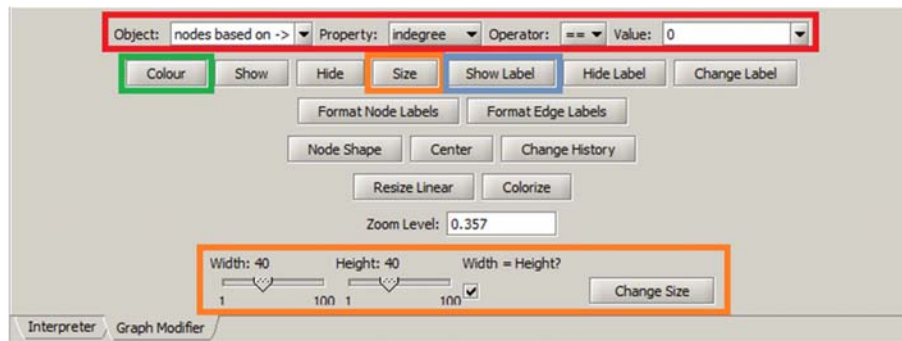 Object: nodes based on -> Property: indegree Operator: == Value: 0
Colour Show Hide Size Show Label Hide Label Change Label
Format Node Labels Format Edge Labels
Node Shape Center Change History
Resize Linear Colorize
Zoom Level: 0.357
Width: 40 Height: 40 Width = Height?
1 100 1 100 Change Size
Interpreter Graph Modifier